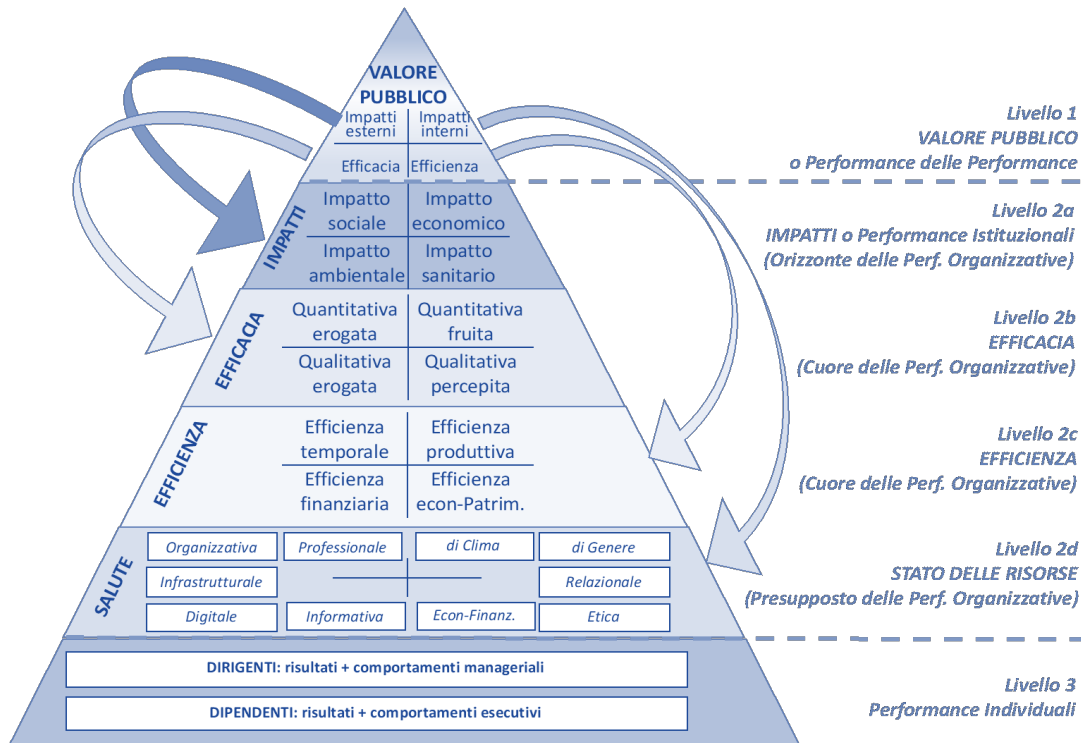 VALORE
PUBBLICO
Impatti
esterni
Impatti
interni
Efficacia
Efficienza
Livello 1
VALORE PUBBLICO
o Performance delle Performance
IMPATTI
Impatto
sociale
Impatto
economico
Impatto
ambientale
Impatto
sanitario
Livello 2a
IMPATTI o Performance Istituzionali
(Orizzonte delle Perf. Organizzative)
EFFICACIA
Quantitativa
erogata
Quantitativa
fruita
Qualitativa
erogata
Qualitativa
percepita
Livello 2b
EFFICACIA
(Cuore delle Perf. Organizzative)
EFFICIENZA
Efficienza
temporale
Efficienza
produttiva
Efficienza
finanziaria
Efficienza
econ-Patrim.
Livello 2c
EFFICIENZA
(Cuore delle Perf. Organizzative)
SALUTE
Organizzativa
Professionale
di Clima
di Genere
Infrastrutturale
Relazionale
Digitale
Informativa
Econ-Finanz.
Etica
Livello 2d
STATO DELLE RISORSE
(Presupposto delle Perf. Organizzative)
DIRIGENTI: risultati + comportamenti manageriali
DIPENDENTI: risultati + comportamenti esecutivi
Livello 3
Performance Individuali